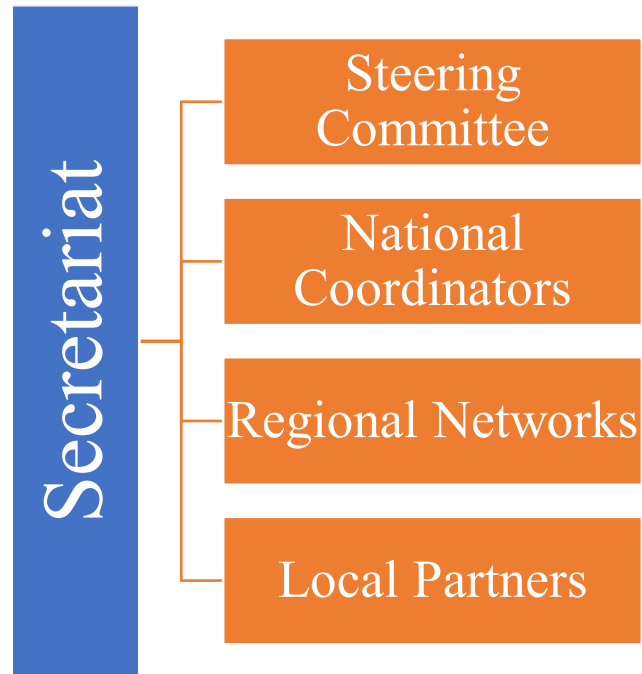 Secretariat
Steering
Committee
National
Coordinators
Regional Networks
Local Partners